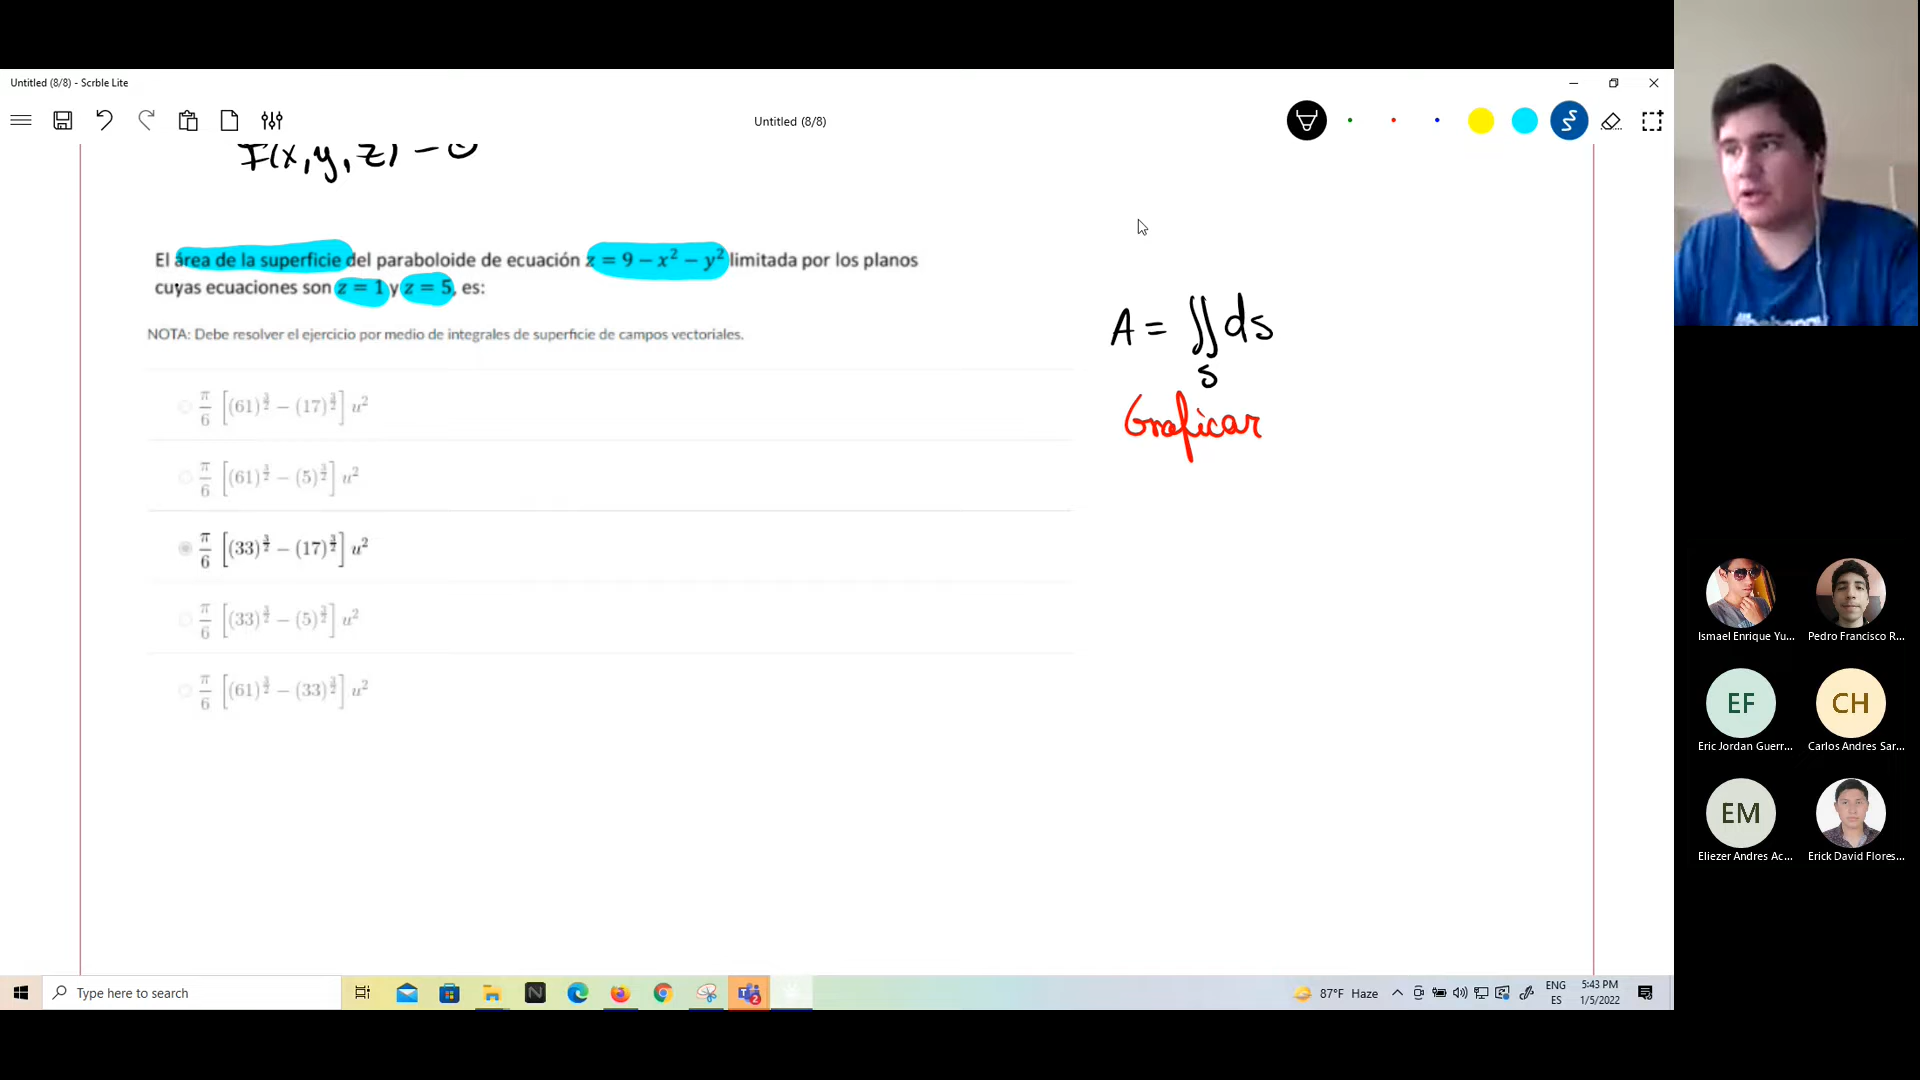 Untitled (8/8) - Scrble Lite
Untitled (8/8)
F(x, y, z) = 0
El área de la superficie del paraboloide de ecuación z = 9 − x² − y² limitada por los planos
cuyas ecuaciones son z = 1 y z = 5, es:
NOTA: Debe resolver el ejercicio por medio de integrales de superficie de campos vectoriales.
π/6 [(61)^(3/2) − (17)^(3/2)] u²
π/6 [(61)^(3/2) − (5)^(3/2)] u²
π/6 [(33)^(3/2) − (17)^(3/2)] u²
π/6 [(33)^(3/2) − (5)^(3/2)] u²
π/6 [(61)^(3/2) − (33)^(3/2)] u²
A = ∬ ds
S
Graficar
Ismael Enrique Yu...
Pedro Francisco R...
EF
CH
Eric Jordan Guerr...
Carlos Andres Sar...
EM
Eliezer Andres Ac...
Erick David Flores...
Type here to search
2
87°F Haze
ENG
ES
5:43 PM
1/5/2022